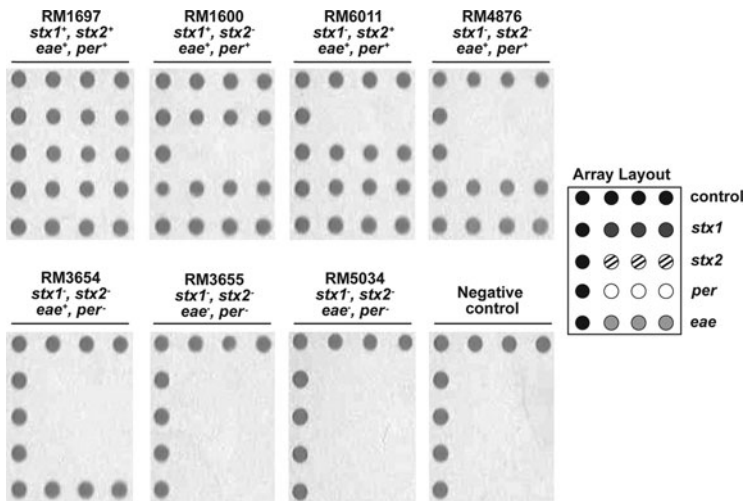 RM1697
stx1⁺, stx2⁺
eae⁺, per⁺
RM1600
stx1⁺, stx2⁻
eae⁺, per⁺
RM6011
stx1⁻, stx2⁺
eae⁺, per⁺
RM4876
stx1⁻, stx2⁻
eae⁺, per⁺
Array Layout
control
stx1
stx2
per
eae
RM3654
stx1⁻, stx2⁻
eae⁺, per⁻
RM3655
stx1⁻, stx2⁻
eae⁻, per⁻
RM5034
stx1⁻, stx2⁻
eae⁻, per⁻
Negative
control